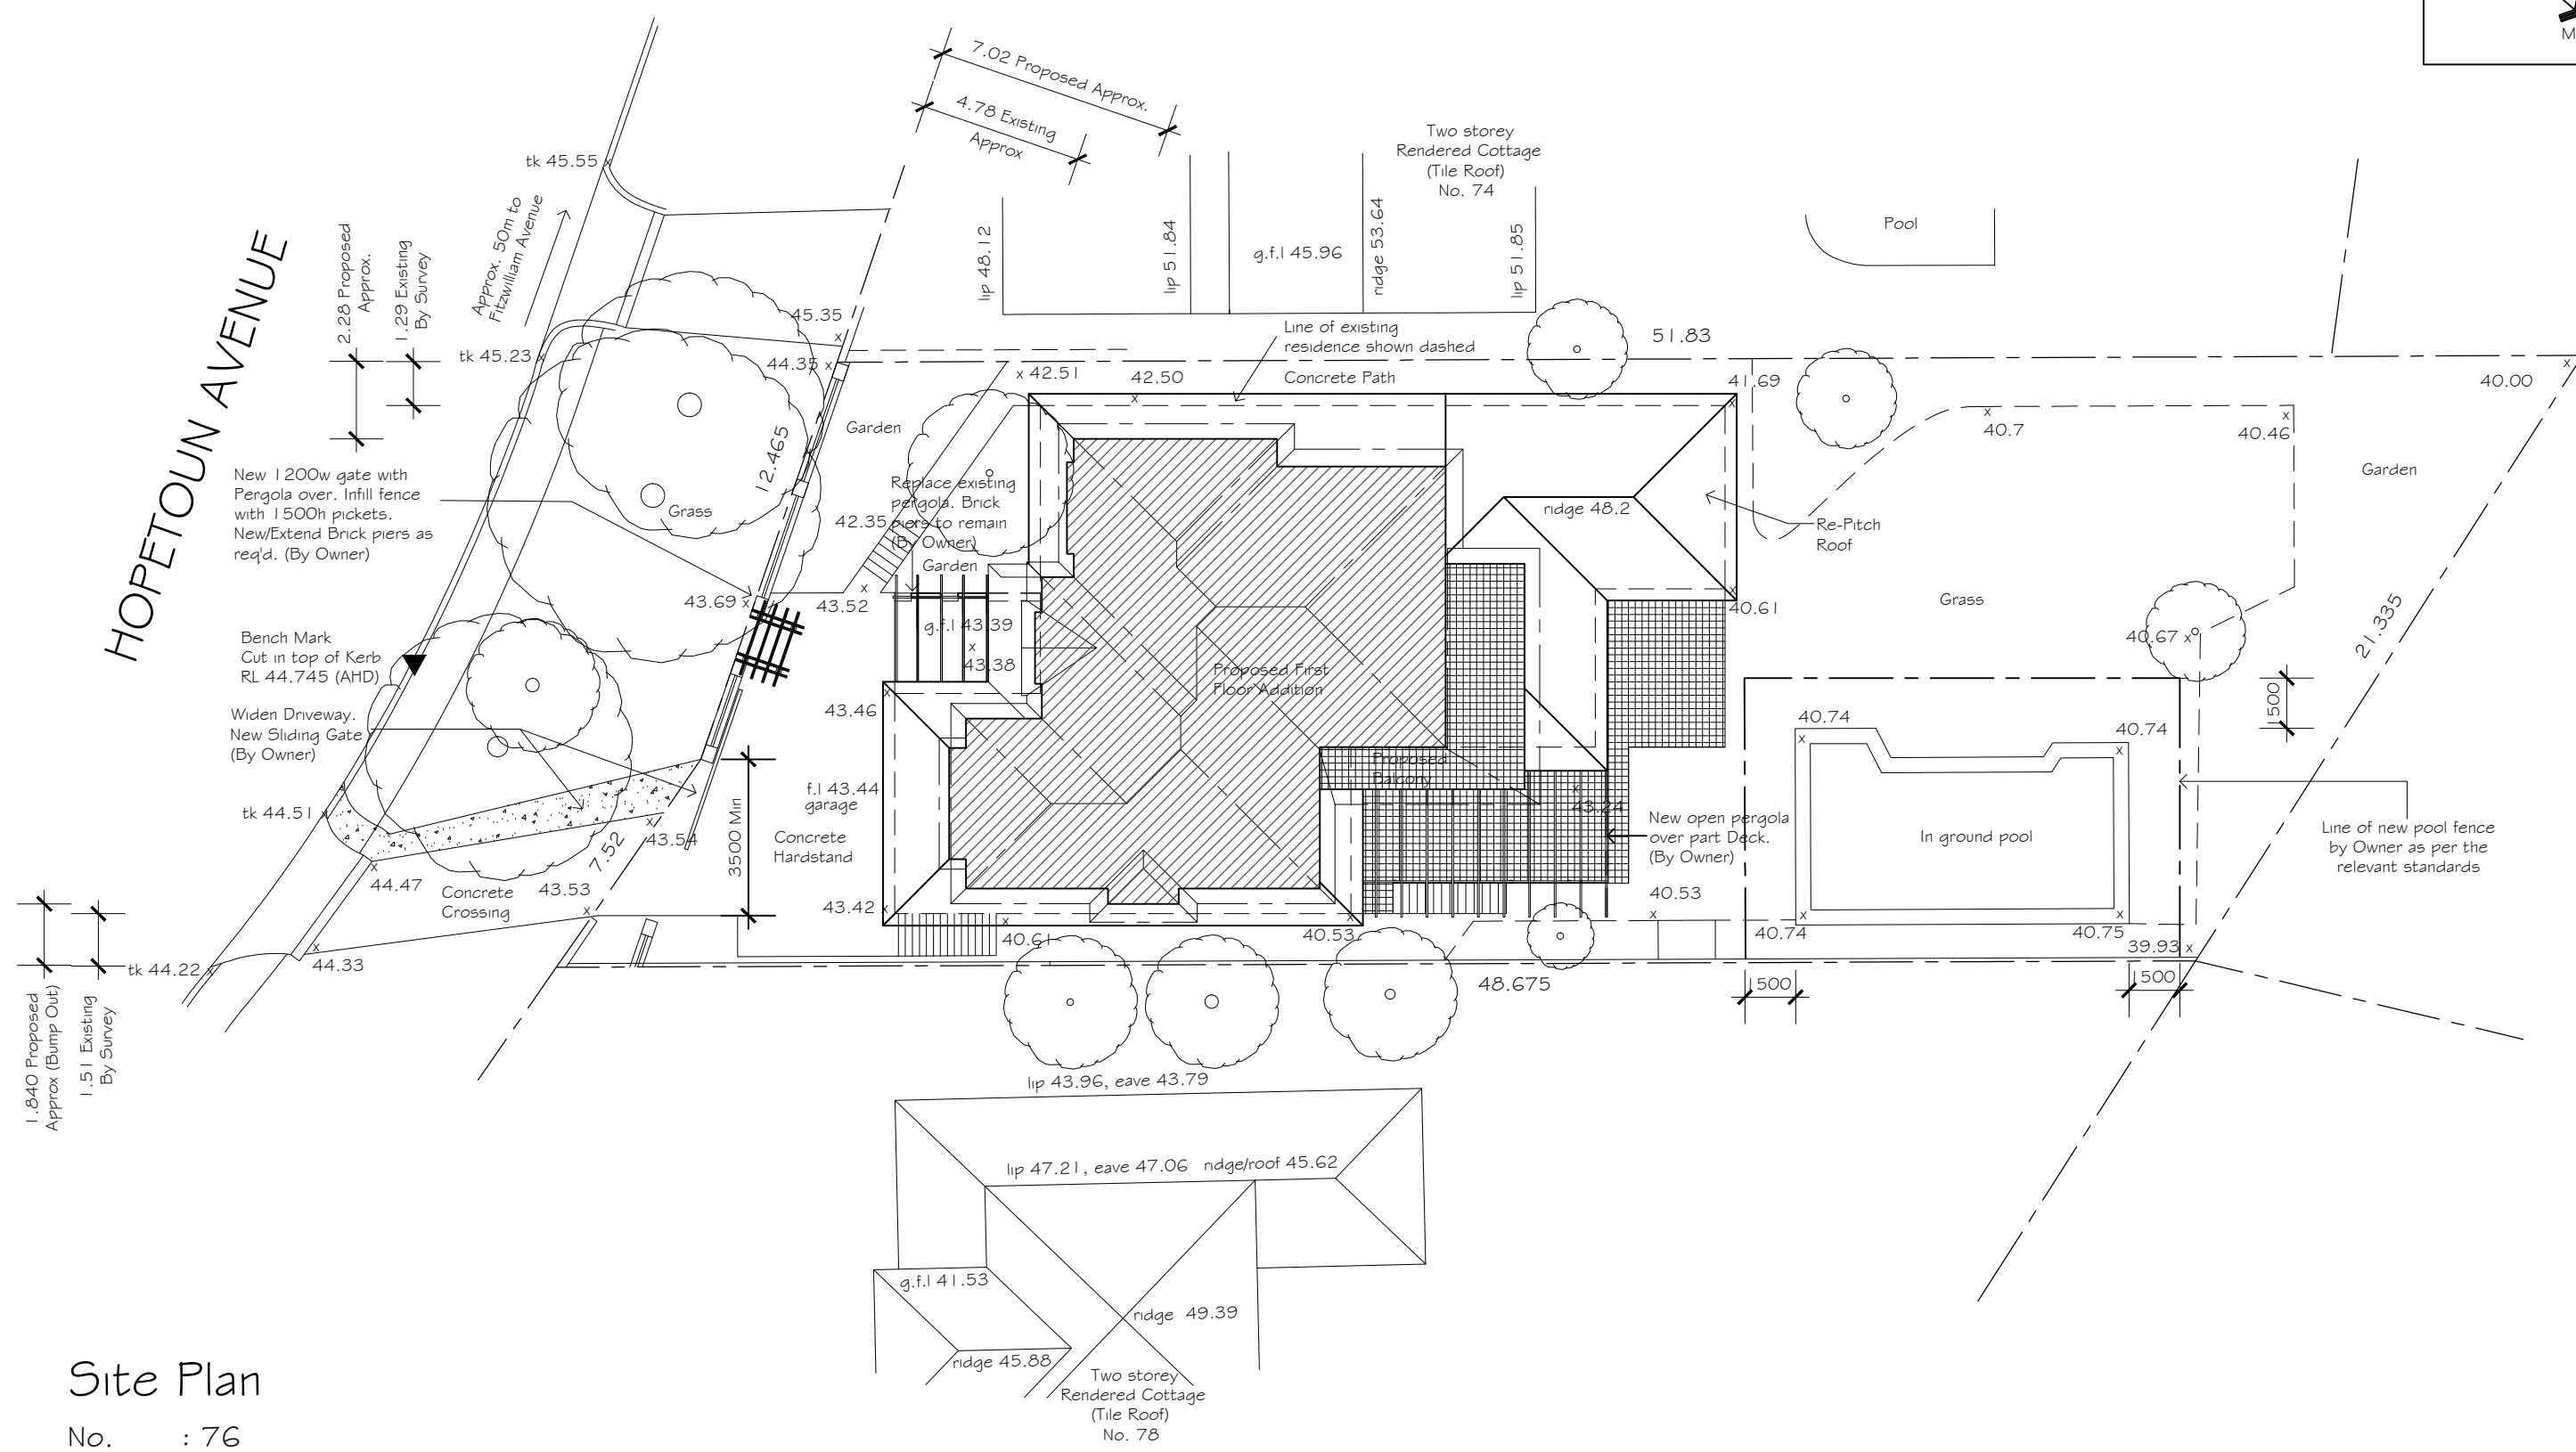 M
7.02 Proposed Approx.
4.78 Existing
Approx
Two storey
Rendered Cottage
(Tile Roof)
No. 74
tk 45.55
Approx. 50m to
Fitzwilliam Avenue
HOPETOUN AVENUE
2.28 Proposed
Approx.
1.29 Existing
By Survey
lip 48.12
lip 51.84
g.f.l 45.96
ridge 53.64
lip 51.85
Pool
45.35
tk 45.23
44.35 x
Line of existing
residence shown dashed
51.83
x 42.51
42.50
Concrete Path
41.69
40.00
40.7
40.46
Garden
Garden
12.465
New 1200w gate with
Pergola over. Infill fence
with 1500h pickets.
New/Extend Brick piers as
req'd. (By Owner)
Grass
Replace existing
pergola. Brick
piers to remain
(By Owner)
42.35
Garden
ridge 48.2
Re-Pitch
Roof
43.69 x
43.52
40.61
Grass
g.f.l 43.39
43.38
40.67 x
21.335
Bench Mark
Cut in top of Kerb
RL 44.745 (AHD)
Proposed First
Floor Addition
43.46
Widen Driveway.
New Sliding Gate
(By Owner)
40.74
40.74
1500
Proposed
Balcony
f.l 43.44
garage
tk 44.51
3500 Min
43.24
New open pergola
over part Deck.
(By Owner)
In ground pool
Line of new pool fence
by Owner as per the
relevant standards
43.54
7.52
Concrete
Hardstand
44.47
43.53
Concrete
Crossing
43.42
40.61
40.53
40.53
40.74
40.75
39.93 x
tk 44.22
44.33
48.675
1500
1500
1.840 Proposed
Approx (Bump Out)
1.51 Existing
By Survey
lip 43.96, eave 43.79
lip 47.21, eave 47.06
ridge/roof 45.62
g.f.l 41.53
ridge 49.39
ridge 45.88
Two storey
Rendered Cottage
(Tile Roof)
No. 78
Site Plan
No. : 76